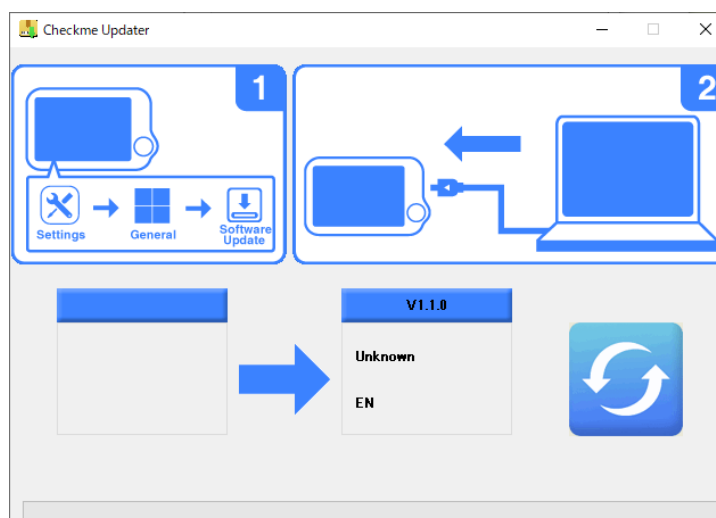 Checkme Updater
1
Settings
General
Software
Update
2
V1.1.0
Unknown
EN